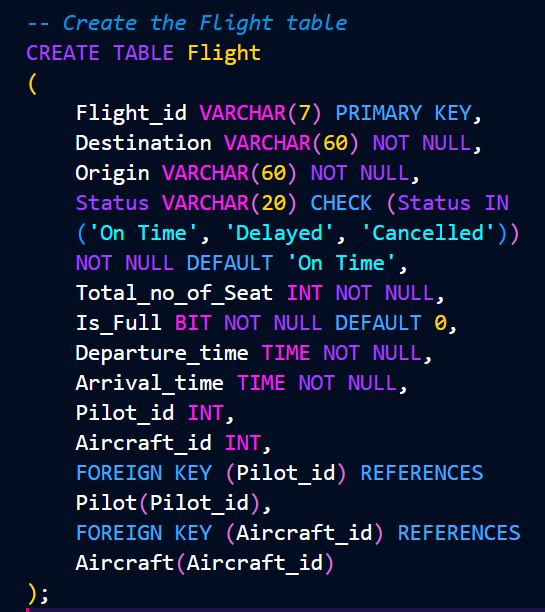 -- Create the Flight table
CREATE TABLE Flight
(
    Flight_id VARCHAR(7) PRIMARY KEY,
    Destination VARCHAR(60) NOT NULL,
    Origin VARCHAR(60) NOT NULL,
    Status VARCHAR(20) CHECK (Status IN
    ('On Time', 'Delayed', 'Cancelled'))
    NOT NULL DEFAULT 'On Time',
    Total_no_of_Seat INT NOT NULL,
    Is_Full BIT NOT NULL DEFAULT 0,
    Departure_time TIME NOT NULL,
    Arrival_time TIME NOT NULL,
    Pilot_id INT,
    Aircraft_id INT,
    FOREIGN KEY (Pilot_id) REFERENCES
    Pilot(Pilot_id),
    FOREIGN KEY (Aircraft_id) REFERENCES
    Aircraft(Aircraft_id)
);